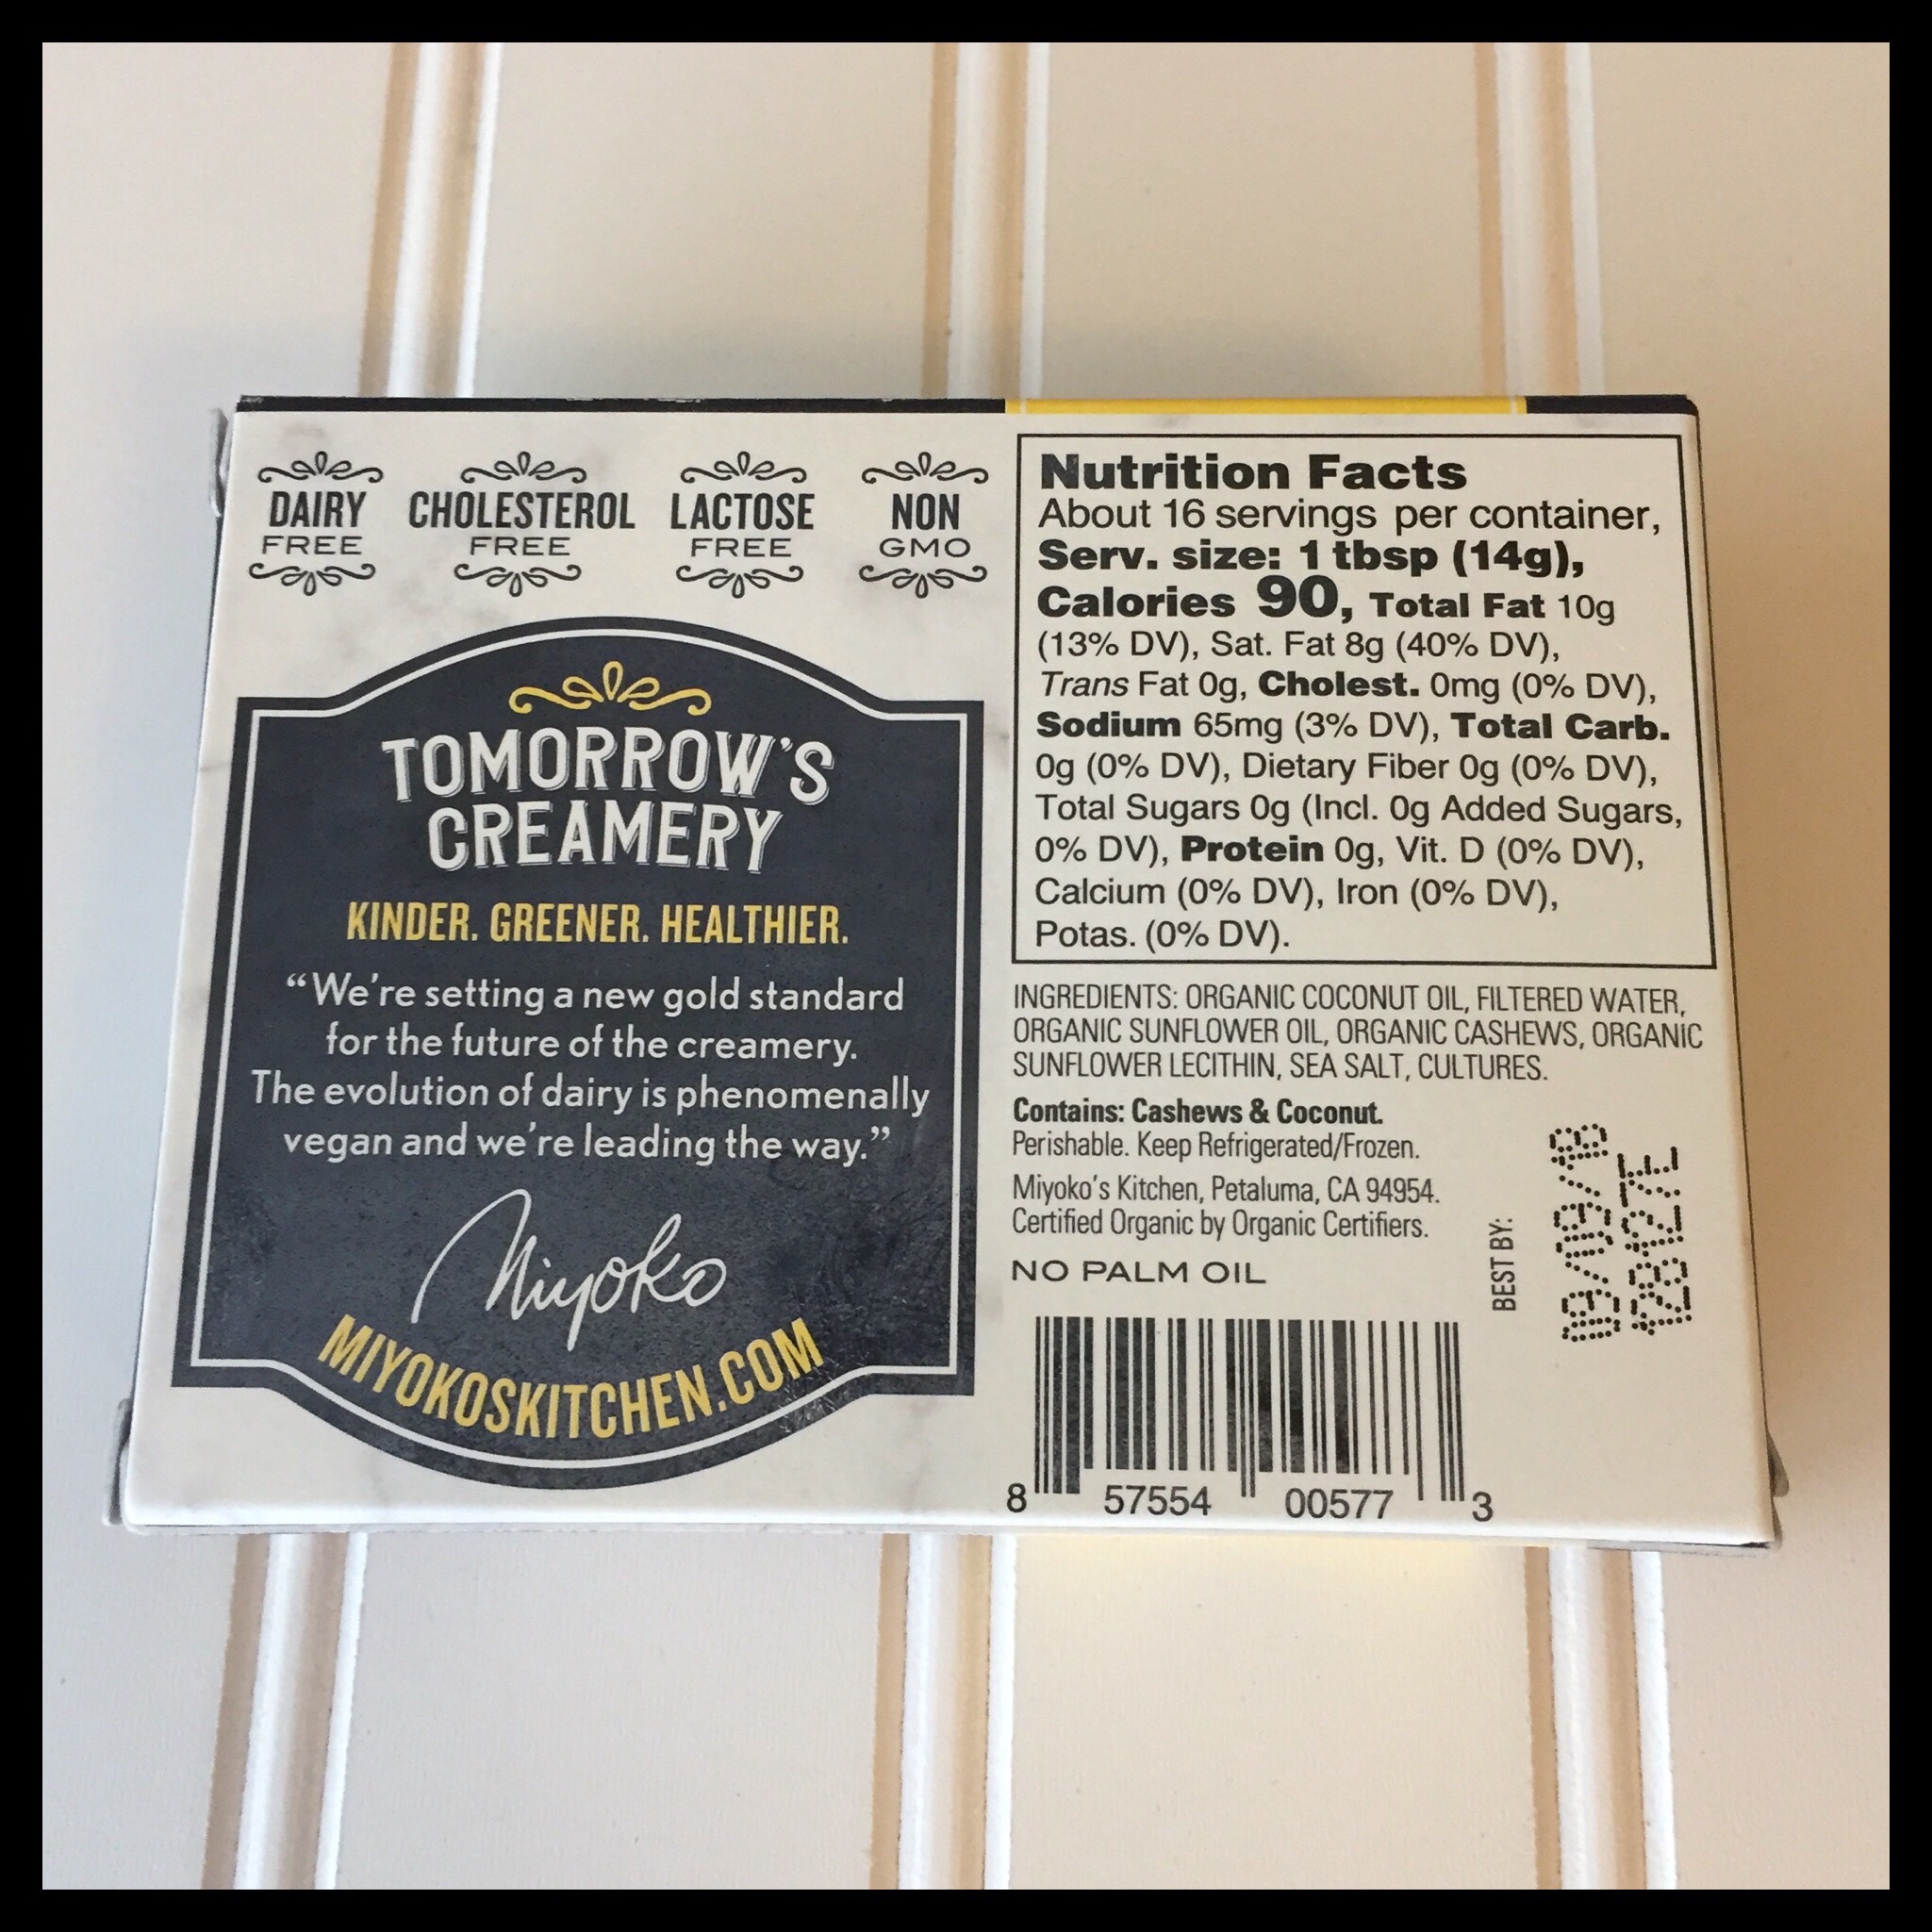 DAIRY
FREE
CHOLESTEROL
FREE
LACTOSE
FREE
NON
GMO
TOMORROW'S
CREAMERY
KINDER. GREENER. HEALTHIER.
“We're setting a new gold standard
for the future of the creamery.
The evolution of dairy is phenomenally
vegan and we're leading the way.”
Miyoko
MIYOKOSKITCHEN.COM
Nutrition Facts
About 16 servings per container,
Serv. size: 1 tbsp (14g),
Calories 90, Total Fat 10g
(13% DV), Sat. Fat 8g (40% DV),
Trans Fat 0g, Cholest. 0mg (0% DV),
Sodium 65mg (3% DV), Total Carb.
0g (0% DV), Dietary Fiber 0g (0% DV),
Total Sugars 0g (Incl. 0g Added Sugars,
0% DV), Protein 0g, Vit. D (0% DV),
Calcium (0% DV), Iron (0% DV),
Potas. (0% DV).
INGREDIENTS: ORGANIC COCONUT OIL, FILTERED WATER,
ORGANIC SUNFLOWER OIL, ORGANIC CASHEWS, ORGANIC
SUNFLOWER LECITHIN, SEA SALT, CULTURES.
Contains: Cashews & Coconut.
Perishable. Keep Refrigerated/Frozen.
Miyoko's Kitchen, Petaluma, CA 94954.
Certified Organic by Organic Certifiers.
NO PALM OIL
BEST BY:
09/09/18
8 57554 00577 3